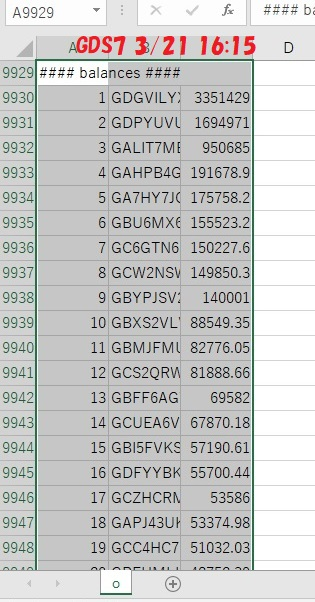 A9929 #### ba
GDS7 3/21 16:15
A D
9929 #### balances ####
9930 1 GDGVILY 3351429
9931 2 GDPYUVU 1694971
9932 3 GALIT7M 950685
9933 4 GAHPB4G 191678.9
9934 5 GA7HY7J 175758.2
9935 6 GBU6MX6 155523.2
9936 7 GC6GTN6 150227.6
9937 8 GCW2NS 149850.3
9938 9 GBYPJSV 140001
9939 10 GBXS2VL 88549.35
9940 11 GBMJFM 82776.05
9941 12 GCS2QRW 81888.66
9942 13 GBFF6AG 69582
9943 14 GCUEA6V 67870.18
9944 15 GBI5FVKS 57190.61
9945 16 GDFYYBK 55700.44
9946 17 GCZHCRM 53586
9947 18 GAPJ43U 53374.98
9948 19 GCC4HC7 51032.03
o